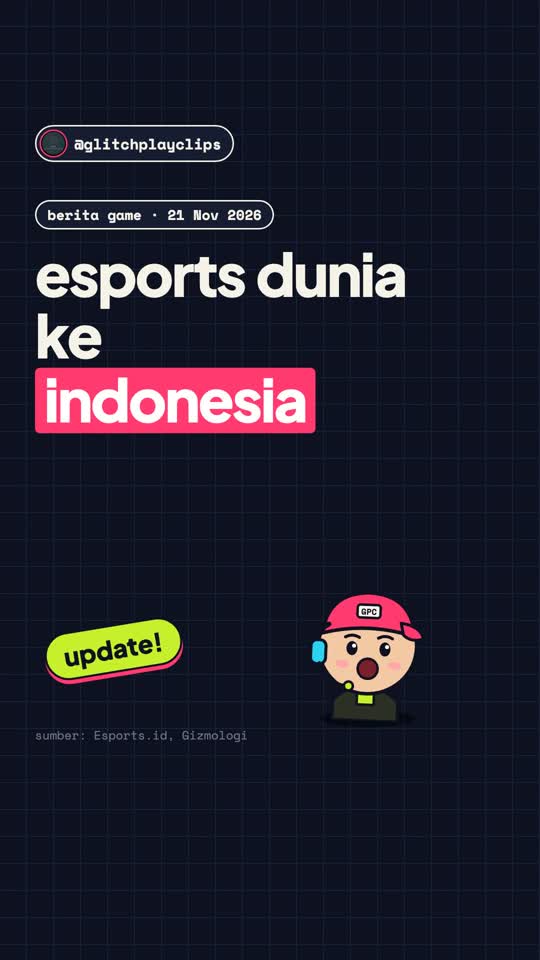 @glitchplayclips
berita game · 21 Nov 2026
esports dunia
ke
indonesia
GPC
update!
sumber: Esports.id, Gizmologi